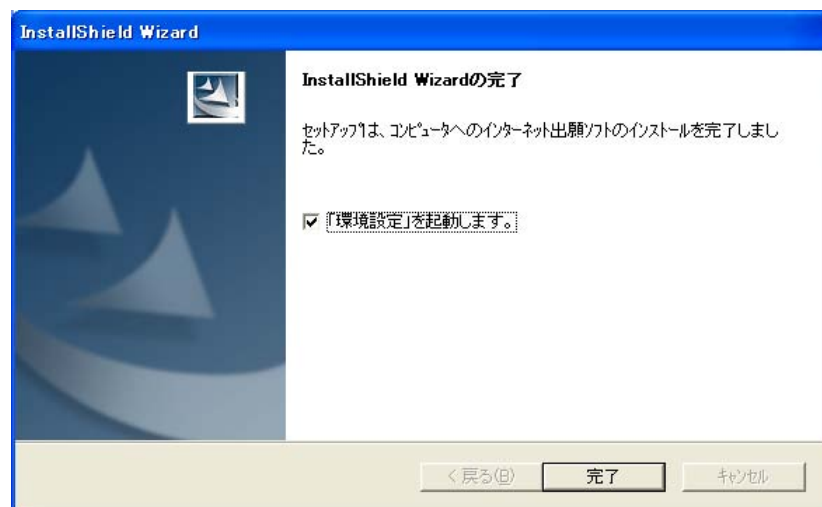 InstallShield Wizard
InstallShield Wizardの完了
セットアップは、コンピュータへのインターネット出願ソフトのインストールを完了しまし
た。
「環境設定」を起動します。
< 戻る(B)
完了
キャンセル